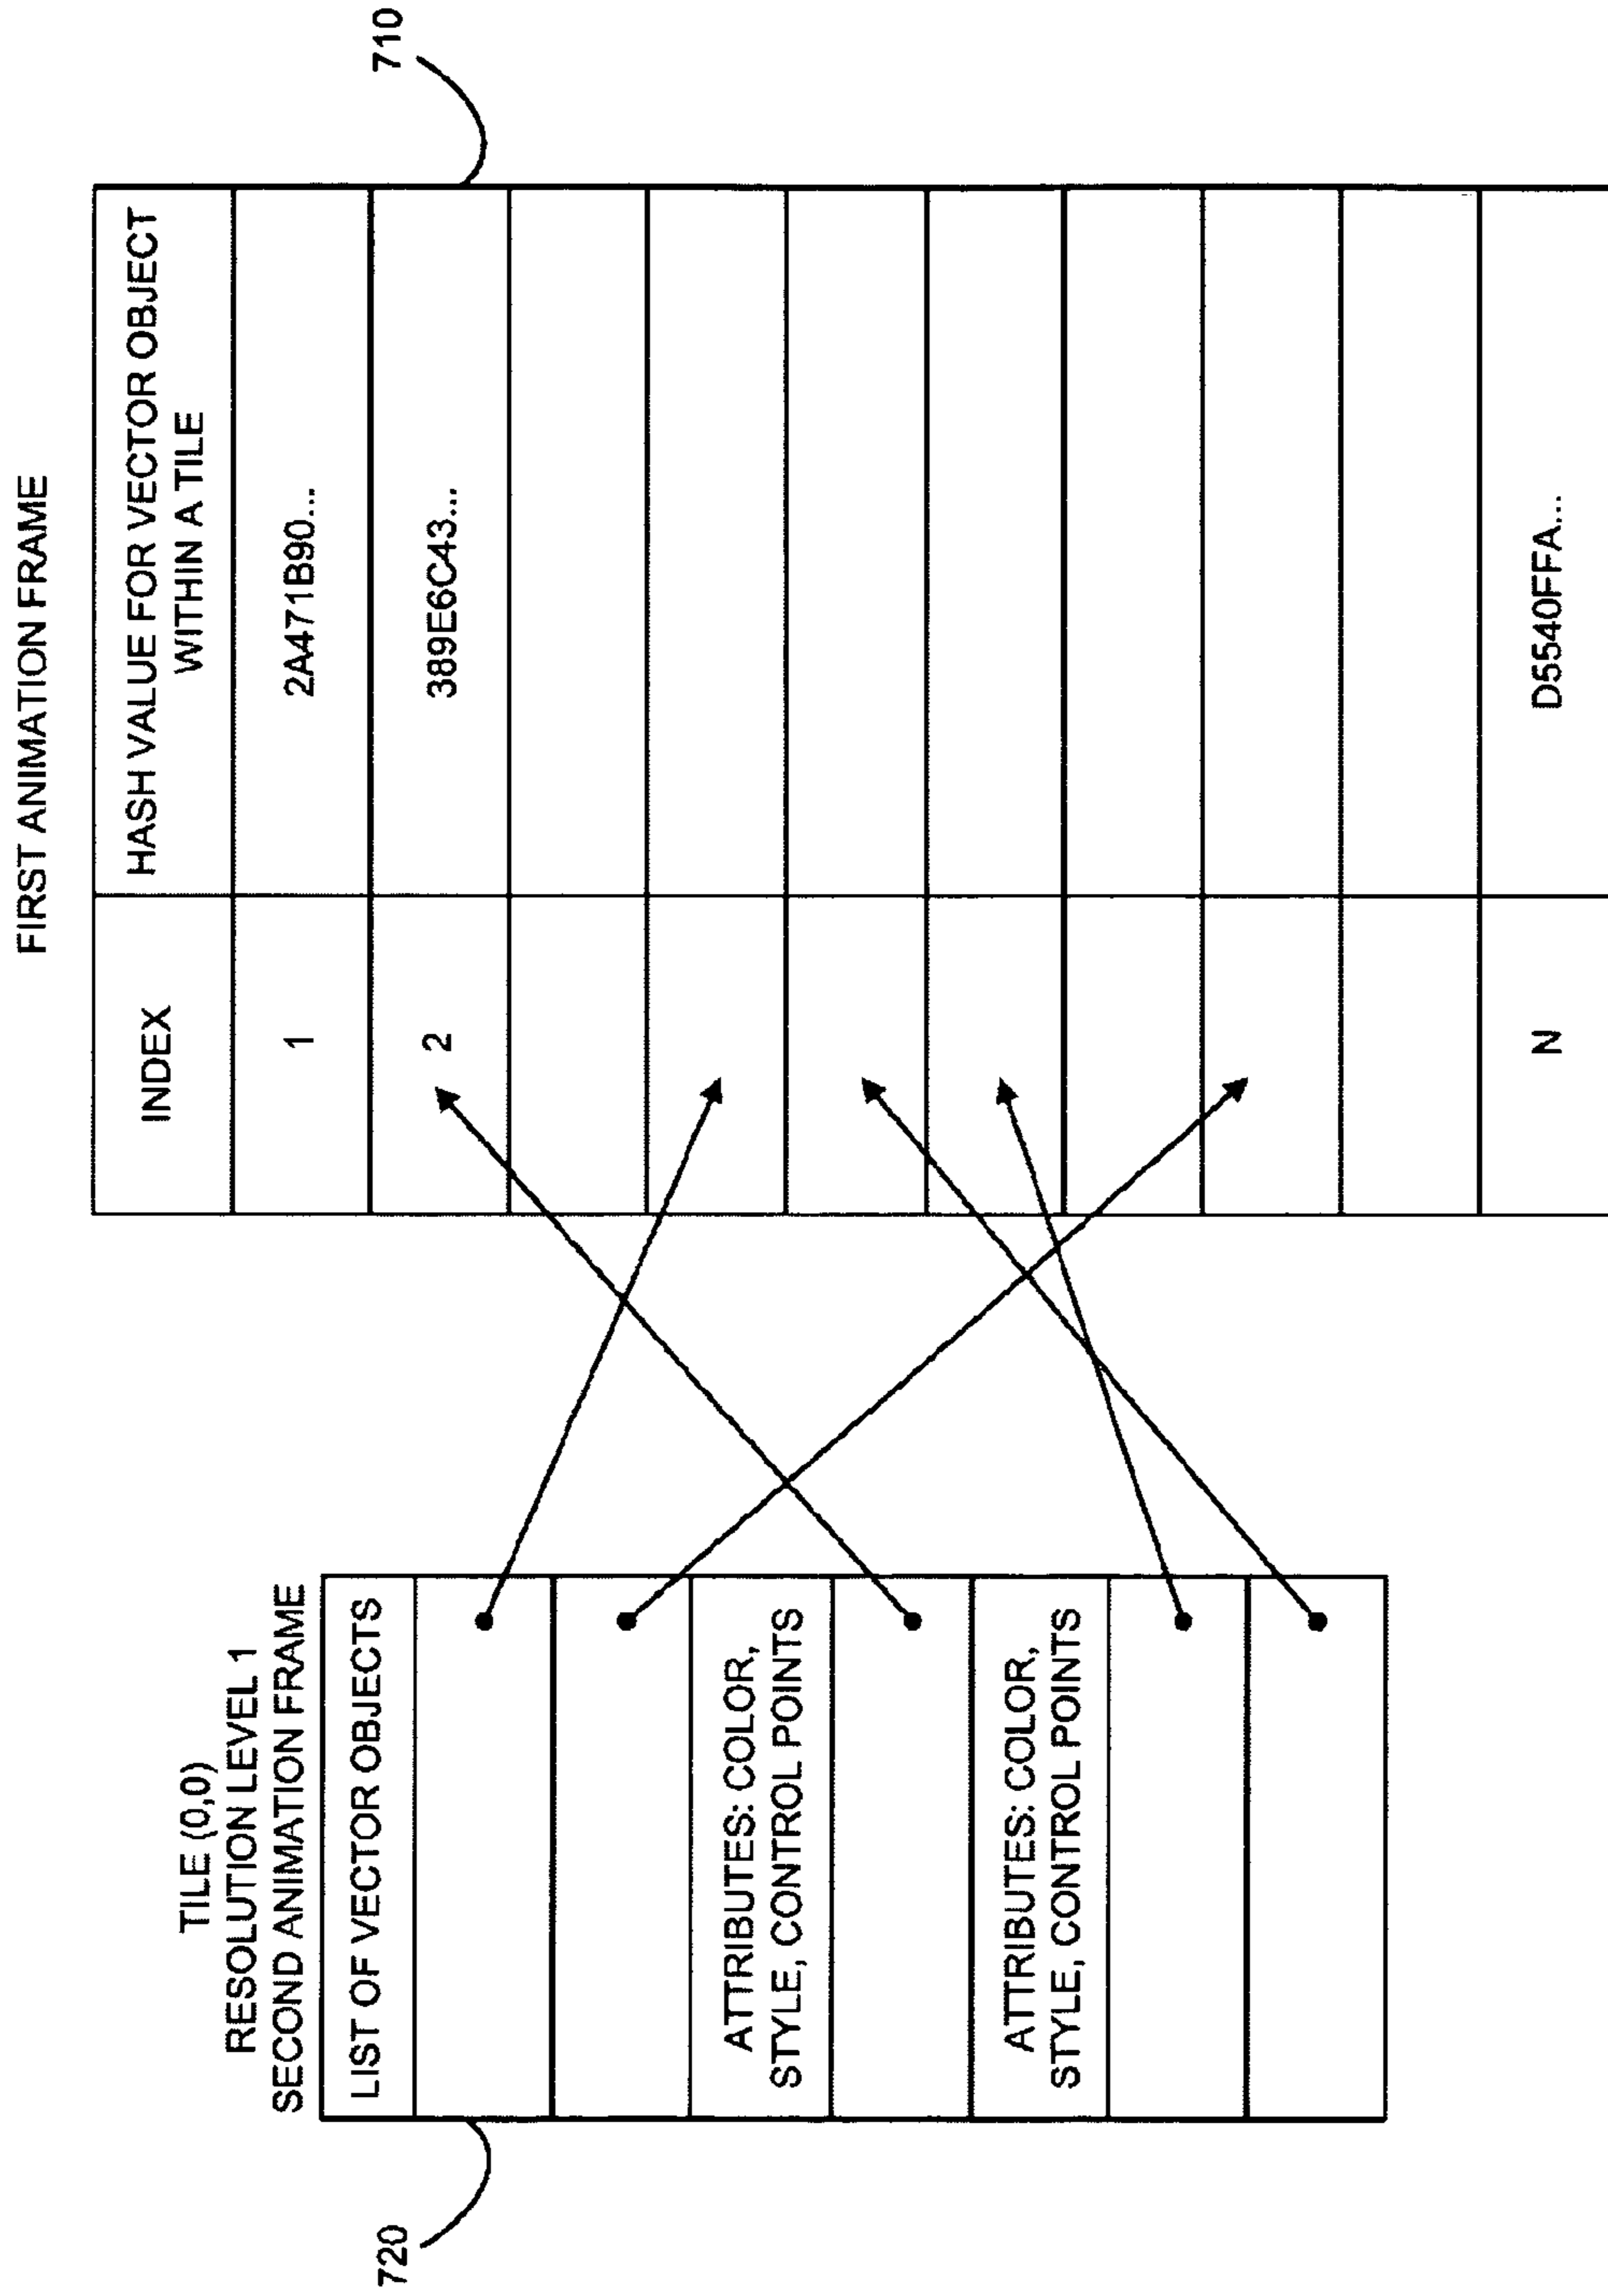 FIRST ANIMATION FRAME
710
INDEX
HASH VALUE FOR VECTOR OBJECT
WITHIN A TILE
1
2A471B90...
2
389E6C43...
N
D5540FFA...
TILE (0,0)
RESOLUTION LEVEL 1
SECOND ANIMATION FRAME
720
LIST OF VECTOR OBJECTS
ATTRIBUTES: COLOR,
STYLE, CONTROL POINTS
ATTRIBUTES: COLOR,
STYLE, CONTROL POINTS